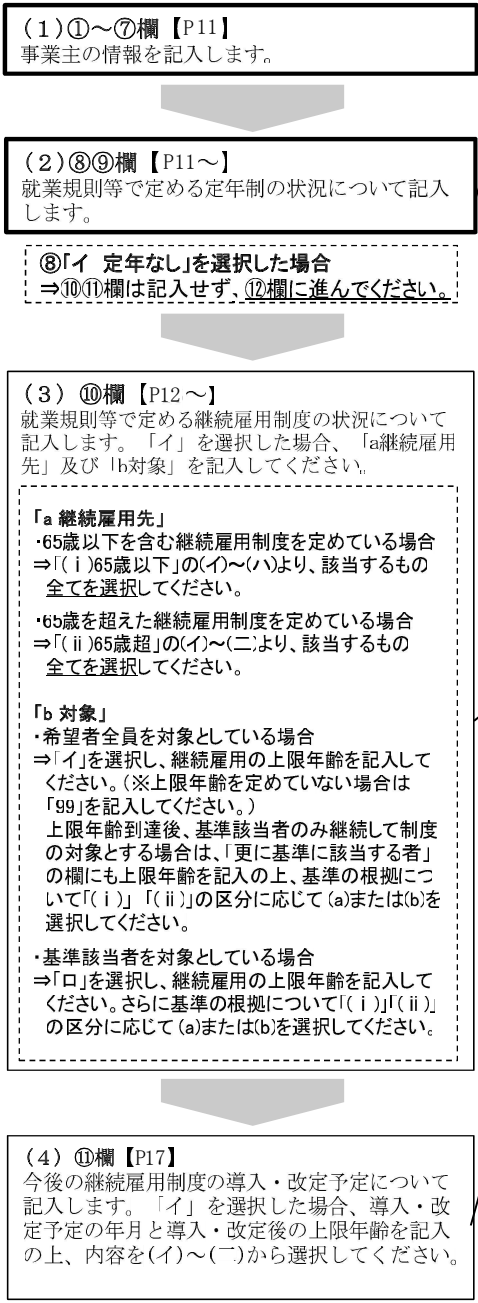 (1)①～⑦欄【P11】
事業主の情報を記入します。
(2)⑧⑨欄【P11～】
就業規則等で定める定年制の状況について記入
します。
⑧「イ 定年なし」を選択した場合
⇒⑩⑪欄は記入せず、⑫欄に進んでください。
(3) ⑩欄【P12～】
就業規則等で定める継続雇用制度の状況について
記入します。「イ」を選択した場合、「a継続雇用
先」及び「b対象」を記入してください。
「a 継続雇用先」
・65歳以下を含む継続雇用制度を定めている場合
⇒「(ⅰ)65歳以下」の(イ)～(ハ)より、該当するもの
全てを選択してください。
・65歳を超えた継続雇用制度を定めている場合
⇒「(ⅱ)65歳超」の(イ)～(ニ)より、該当するもの
全てを選択してください。
「b 対象」
・希望者全員を対象としている場合
⇒「イ」を選択し、継続雇用の上限年齢を記入して
ください。(※上限年齢を定めていない場合は
「99」を記入してください。)
上限年齢到達後、基準該当者のみ継続して制度
の対象とする場合は、「更に基準に該当する者」
の欄にも上限年齢を記入の上、基準の根拠につ
いて「(ⅰ)」「(ⅱ)」の区分に応じて(a)または(b)を
選択してください。
・基準該当者を対象としている場合
⇒「ロ」を選択し、継続雇用の上限年齢を記入して
ください。さらに基準の根拠について「(ⅰ)」「(ⅱ)」
の区分に応じて(a)または(b)を選択してください。
(4) ⑪欄【P17】
今後の継続雇用制度の導入・改定予定について
記入します。「イ」を選択した場合、導入・改
定予定の年月と導入・改定後の上限年齢を記入
の上、内容を(イ)～(ニ)から選択してください。